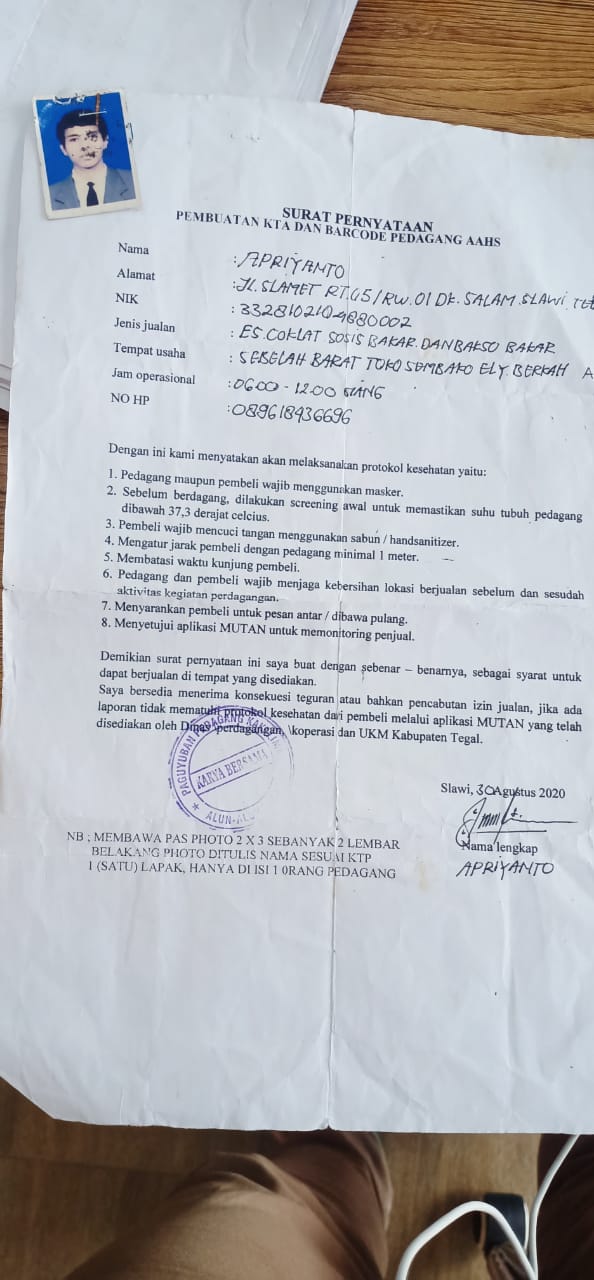 SURAT PERNYATAAN
PEMBUATAN KTA DAN BARCODE PEDAGANG AAHS
Nama : APRIYANTO
Alamat : JL. SLAMET RT.05/RW.01 DK. SALAM. SLAWI.
NIK : 3328102104880002
Jenis jualan : ES. COKLAT SOSIS BAKAR. DAN BAKSO BAKAR
Tempat usaha : SEBELAH BARAT TOKO SEMBAKO ELY. BERKAH A
Jam operasional : 06.00 - 12.00 SIANG
NO HP : 089618436696
Dengan ini kami menyatakan akan melaksanakan protokol kesehatan yaitu:
1. Pedagang maupun pembeli wajib menggunakan masker.
2. Sebelum berdagang, dilakukan screening awal untuk memastikan suhu tubuh pedagang
dibawah 37,3 derajat celcius.
3. Pembeli wajib mencuci tangan menggunakan sabun / handsanitizer.
4. Mengatur jarak pembeli dengan pedagang minimal 1 meter.
5. Membatasi waktu kunjung pembeli.
6. Pedagang dan pembeli wajib menjaga kebersihan lokasi berjualan sebelum dan sesudah
aktivitas kegiatan perdagangan.
7. Menyarankan pembeli untuk pesan antar / dibawa pulang.
8. Menyetujui aplikasi MUTAN untuk memonitoring penjual.
Demikian surat pernyataan ini saya buat dengan sebenar – benarnya, sebagai syarat untuk
dapat berjualan di tempat yang disediakan.
Saya bersedia menerima konsekuesi teguran atau bahkan pencabutan izin jualan, jika ada
laporan tidak mematuhi protokol kesehatan dari pembeli melalui aplikasi MUTAN yang telah
disediakan oleh Dinas perdagangan, koperasi dan UKM Kabupaten Tegal.
PAGUYUBAN PEDAGANG
KARYA BERSAMA
Slawi, 30 Agustus 2020
Nama lengkap
APRIYANTO
NB ; MEMBAWA PAS PHOTO 2 X 3 SEBANYAK 2 LEMBAR
BELAKANG PHOTO DITULIS NAMA SESUAI KTP
1 (SATU) LAPAK, HANYA DI ISI 1 0RANG PEDAGANG